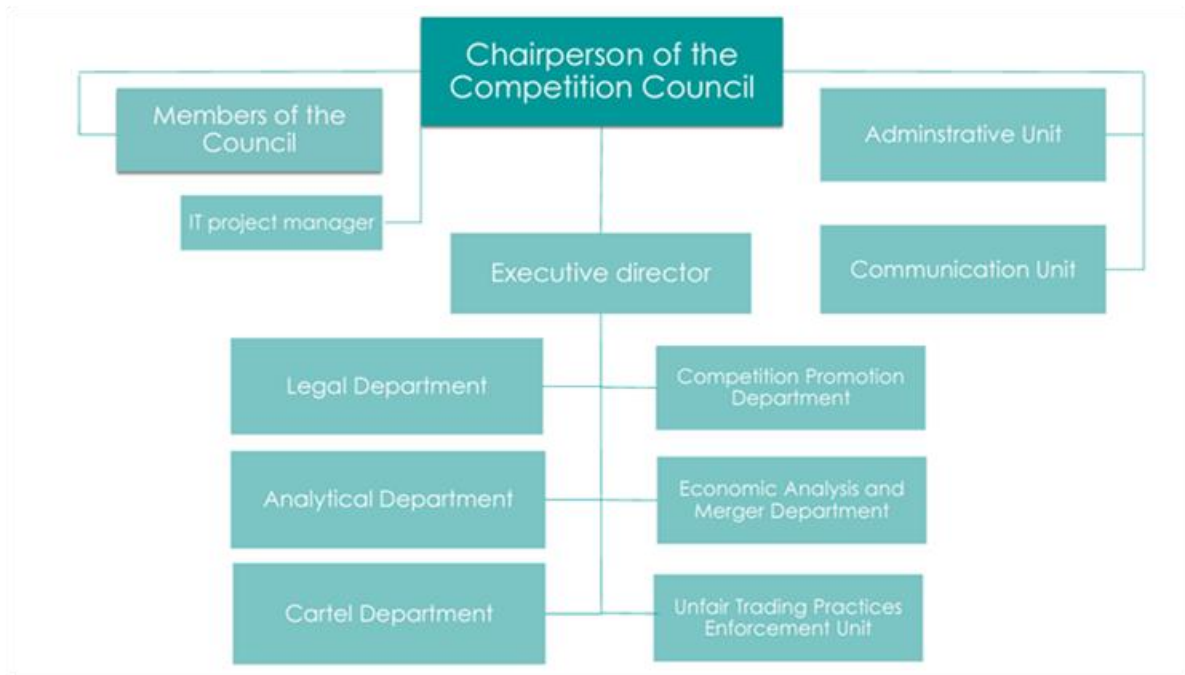 Chairperson of the
Competition Council
Members of the
Council
Adminstrative Unit
IT project manager
Executive director
Communication Unit
Legal Department
Competition Promotion
Department
Analytical Department
Economic Analysis and
Merger Department
Cartel Department
Unfair Trading Practices
Enforcement Unit